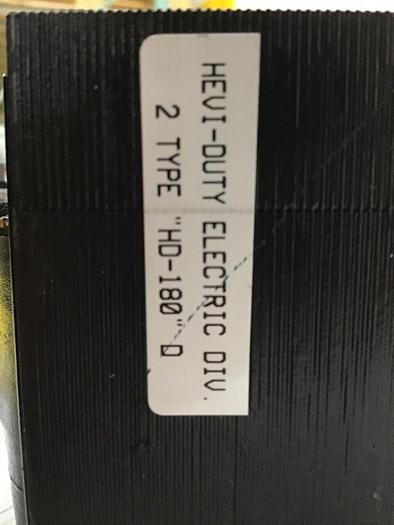 HEVI-DUTY ELECTRIC DIV.
2 TYPE "HD-180" D